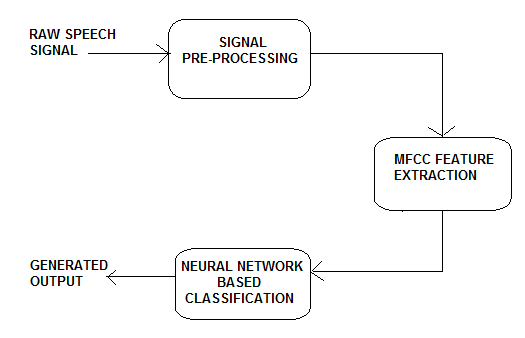 RAW SPEECH
SIGNAL
SIGNAL
PRE-PROCESSING
MFCC FEATURE
EXTRACTION
NEURAL NETWORK
BASED
CLASSIFICATION
GENERATED
OUTPUT